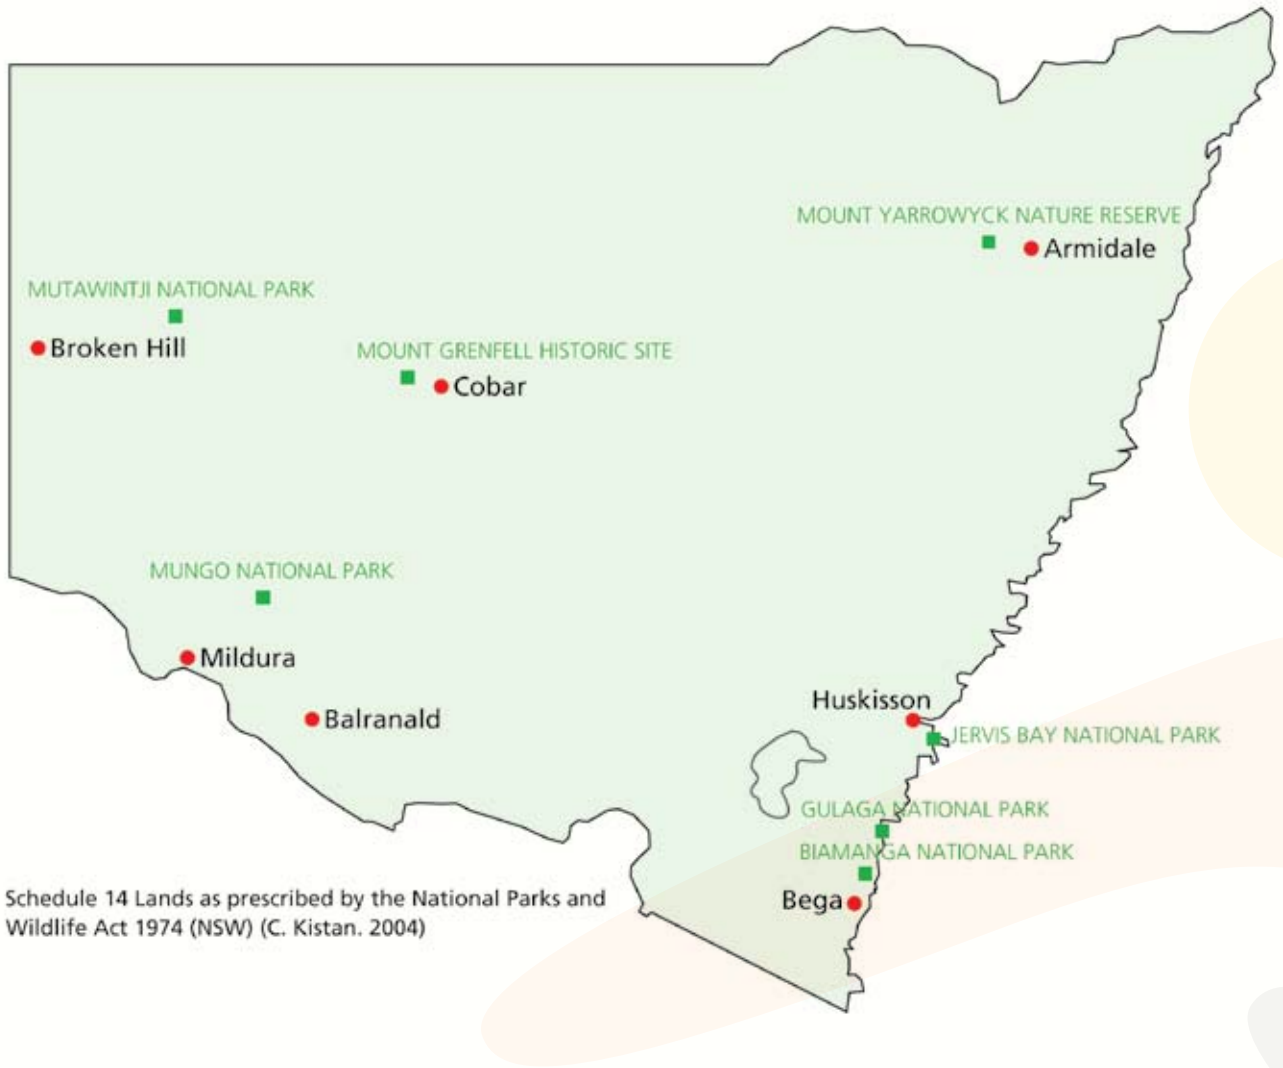 MOUNT YARROWYCK NATURE RESERVE
Armidale
MUTAWINTJI NATIONAL PARK
Broken Hill
MOUNT GRENFELL HISTORIC SITE
Cobar
MUNGO NATIONAL PARK
Mildura
Balranald
Huskisson
JERVIS BAY NATIONAL PARK
GULAGA NATIONAL PARK
BIAMANGA NATIONAL PARK
Bega
Schedule 14 Lands as prescribed by the National Parks and
Wildlife Act 1974 (NSW) (C. Kistan. 2004)